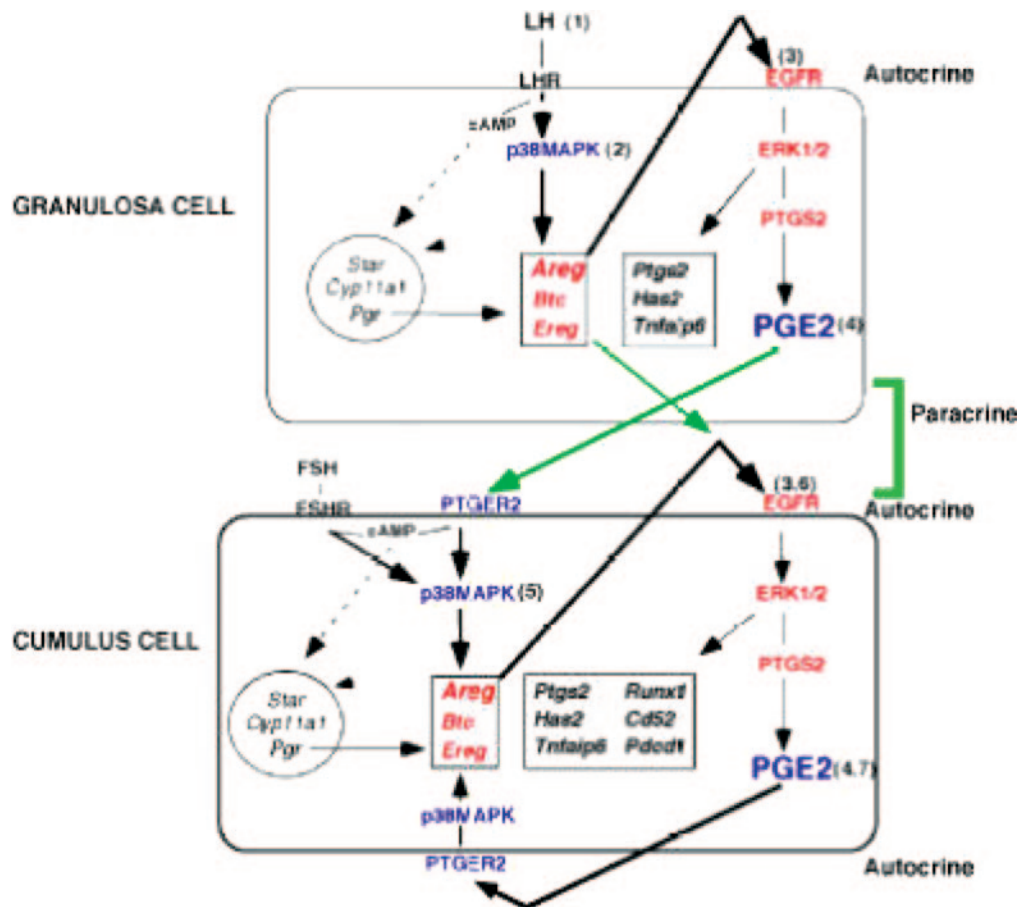 LH (1)
LHR
cAMP
p38MAPK (2)
(3)
EGFR
Autocrine
ERK1/2
PTGS2
GRANULOSA CELL
Star
Cyp11a1
Pgr
Areg
Btc
Ereg
Ptgs2
Has2
Tnfaip6
PGE2 (4)
Paracrine
FSH
FSHR
cAMP
PTGER2
(3.6)
EGFR
Autocrine
p38MAPK (5)
ERK1/2
PTGS2
CUMULUS CELL
Star
Cyp11a1
Pgr
Areg
Btc
Ereg
Ptgs2 Runx1
Has2 Cd52
Tnfaip6 Pdcd1
PGE2 (4.7)
p38MAPK
PTGER2
Autocrine